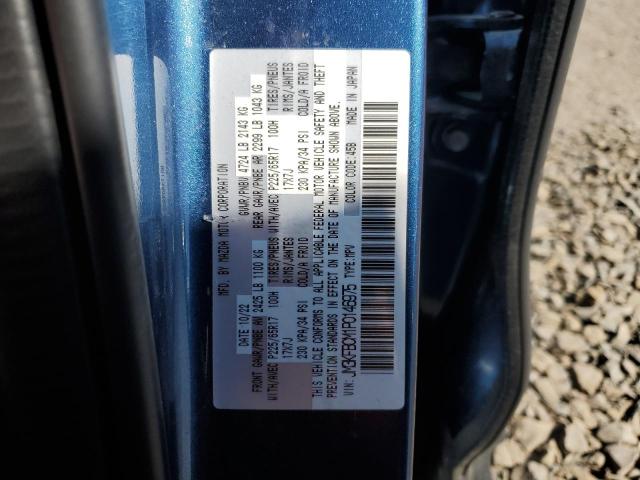 MFD. BY MAZDA MOTOR CORPORATION
DATE 10/22 GVWR/PNBV 4724 LB 2143 KG
FRONT GAWR/PNBE AV 2425 LB 1100 KG REAR GAWR/PNBE AR 2299 LB 1043 KG
WITH/AVEC P225/65R17 100H TIRES/PNEUS WITH/AVEC P225/65R17 100H TIRES/PNEUS
17X7J RIMS/JANTES 17X7J RIMS/JANTES
230 KPA/34 PSI COLD/A FROID 230 KPA/34 PSI COLD/A FROID
THIS VEHICLE CONFORMS TO ALL APPLICABLE FEDERAL MOTOR VEHICLE SAFETY AND THEFT
PREVENTION STANDARDS IN EFFECT ON THE DATE OF MANUFACTURE SHOWN ABOVE.
VIN: JM3KFBCM1P0146975 TYPE:MPV COLOR CODE:45B MADE IN JAPAN